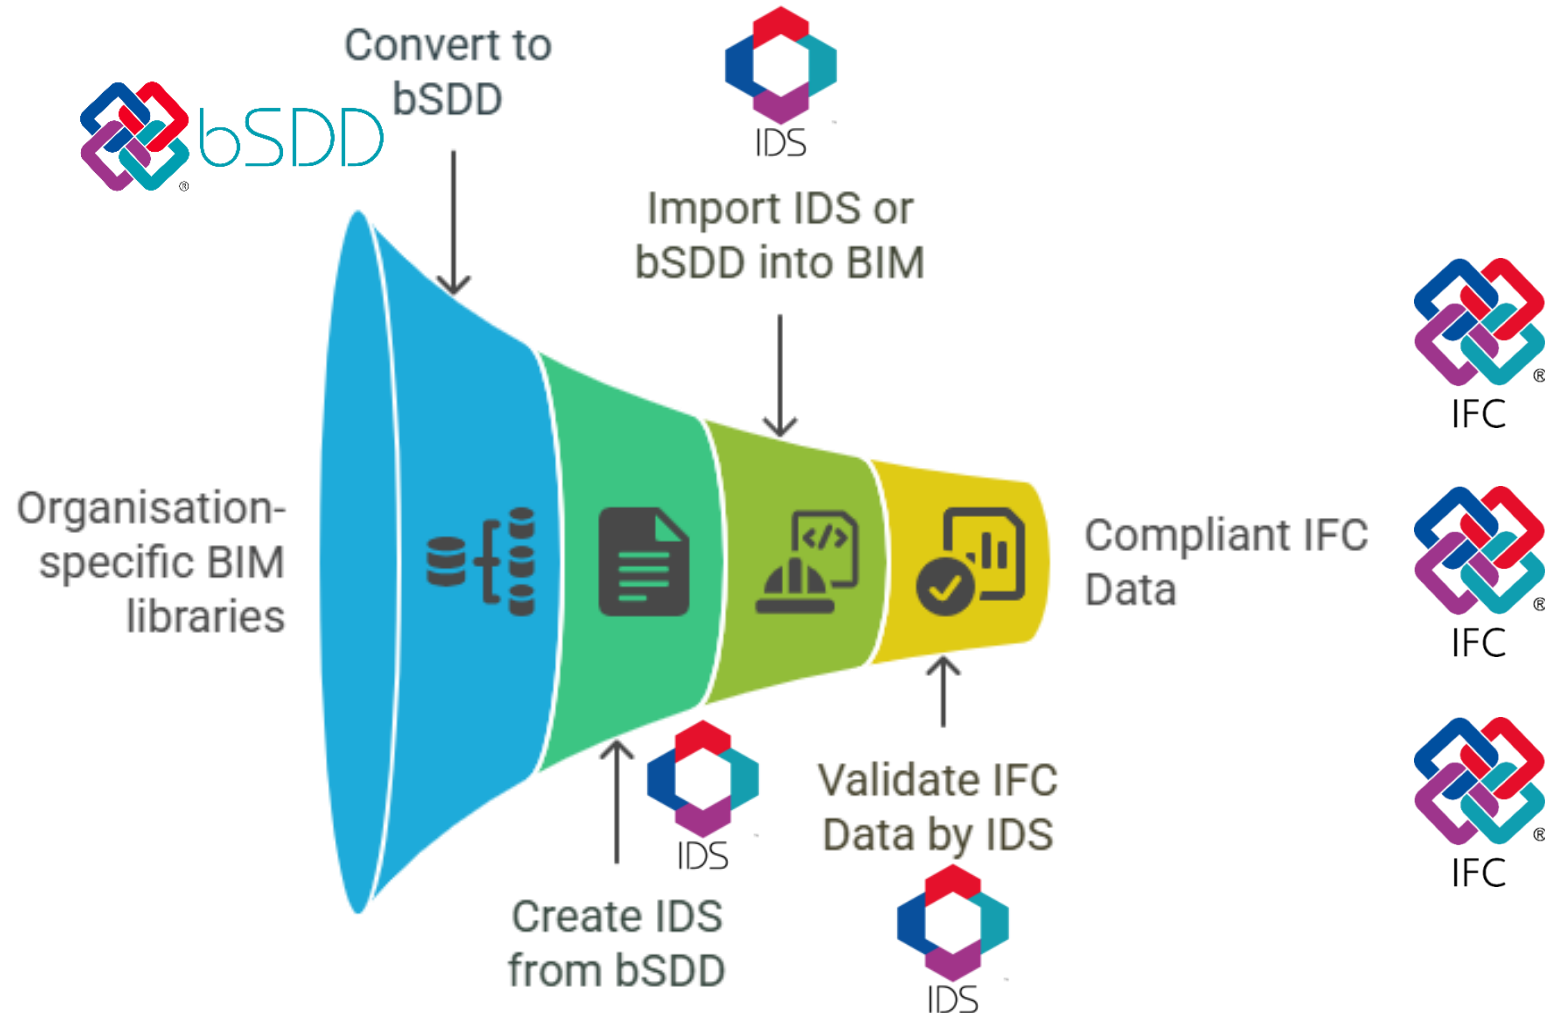 Convert to
bSDD
bSDD
®
IDS
Import IDS or
bSDD into BIM
Organisation-
specific BIM
libraries
</>
Compliant IFC
Data
®
IFC
®
IFC
®
IFC
IDS
Create IDS
from bSDD
Validate IFC
Data by IDS
IDS